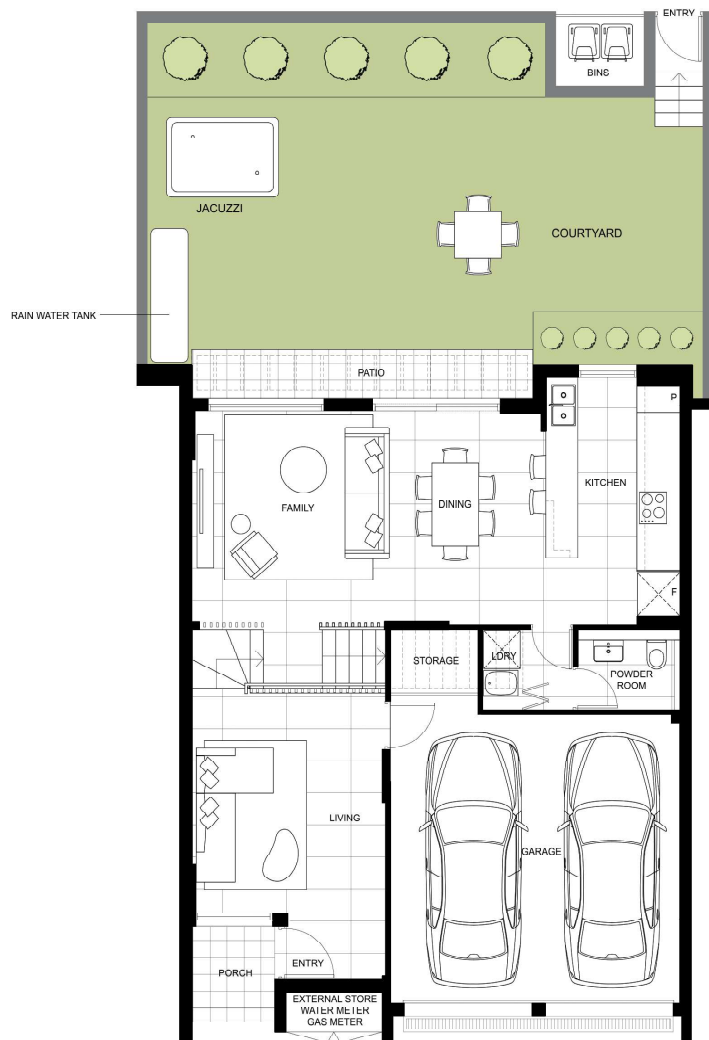 ENTRY
BINS
JACUZZI
COURTYARD
RAIN WATER TANK
PATIO
P
KITCHEN
FAMILY
DINING
F
STORAGE
LDRY
POWDER
ROOM
LIVING
GARAGE
ENTRY
PORCH
EXTERNAL STORE
WATER METER
GAS METER